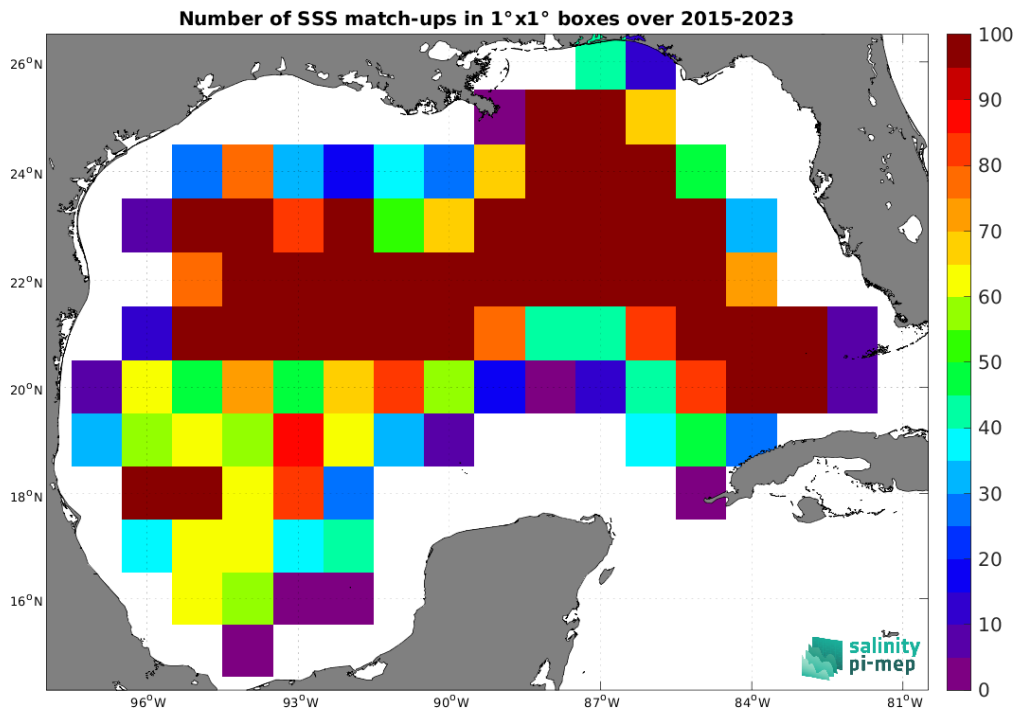 Number of SSS match-ups in 1°x1° boxes over 2015-2023
26°N
24°N
22°N
20°N
18°N
16°N
96°W
93°W
90°W
87°W
84°W
81°W
100
90
80
70
60
50
40
30
20
10
0
salinity
pi-mep